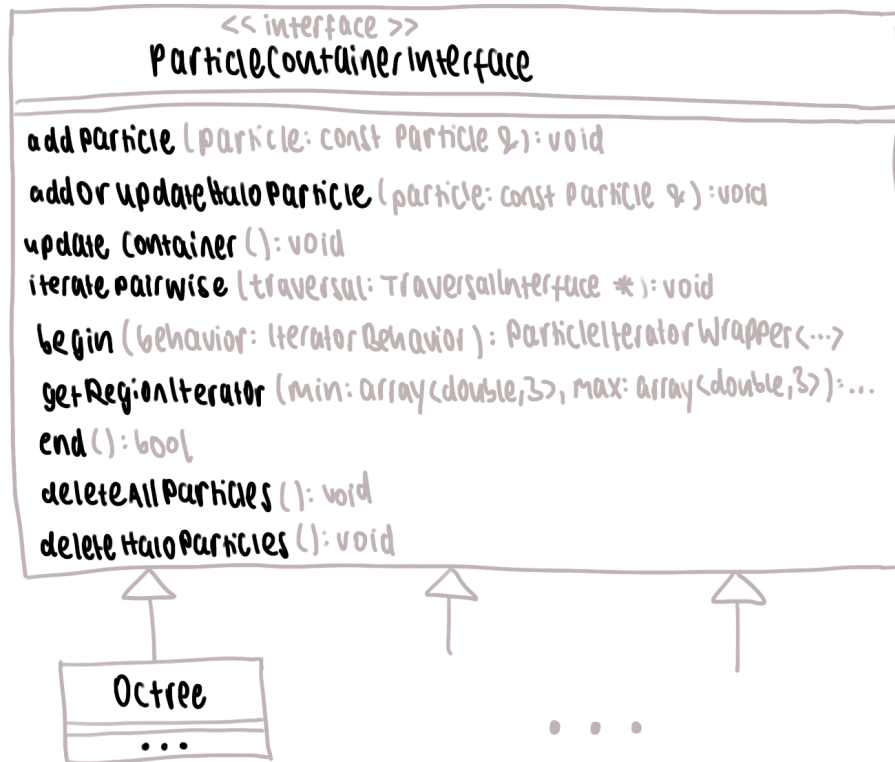 << interface >>
ParticleContainerInterface
addParticle (particle: const Particle &): void
addOrUpdateHaloParticle (particle: const Particle &): void
updateContainer (): void
iteratePairwise (traversal: TraversalInterface *): void
begin (behavior: IteratorBehavior): ParticleIteratorWrapper<...>
getRegionIterator (min: array<double,3>, max: array<double,3>):...
end (): bool
deleteAllParticles (): void
deleteHaloParticles (): void
Octree
...
...